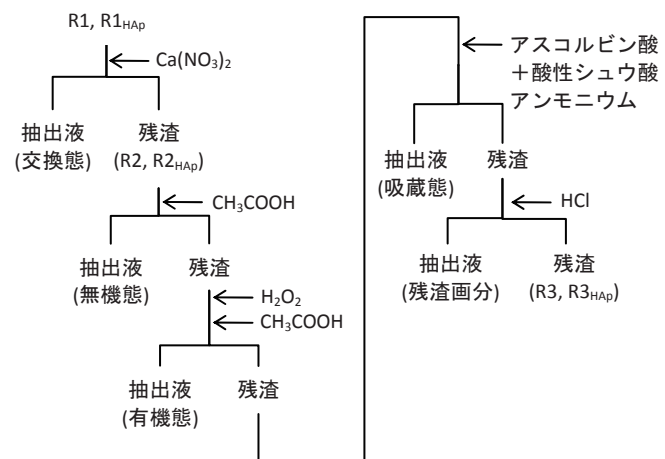 R1, R1HAp
Ca(NO3)2
抽出液
(交換態)
残渣
(R2, R2HAp)
CH3COOH
抽出液
(無機態)
残渣
H2O2
CH3COOH
抽出液
(有機態)
残渣
アスコルビン酸
+酸性シュウ酸
アンモニウム
抽出液
(吸蔵態)
残渣
HCl
抽出液
(残渣画分)
残渣
(R3, R3HAp)